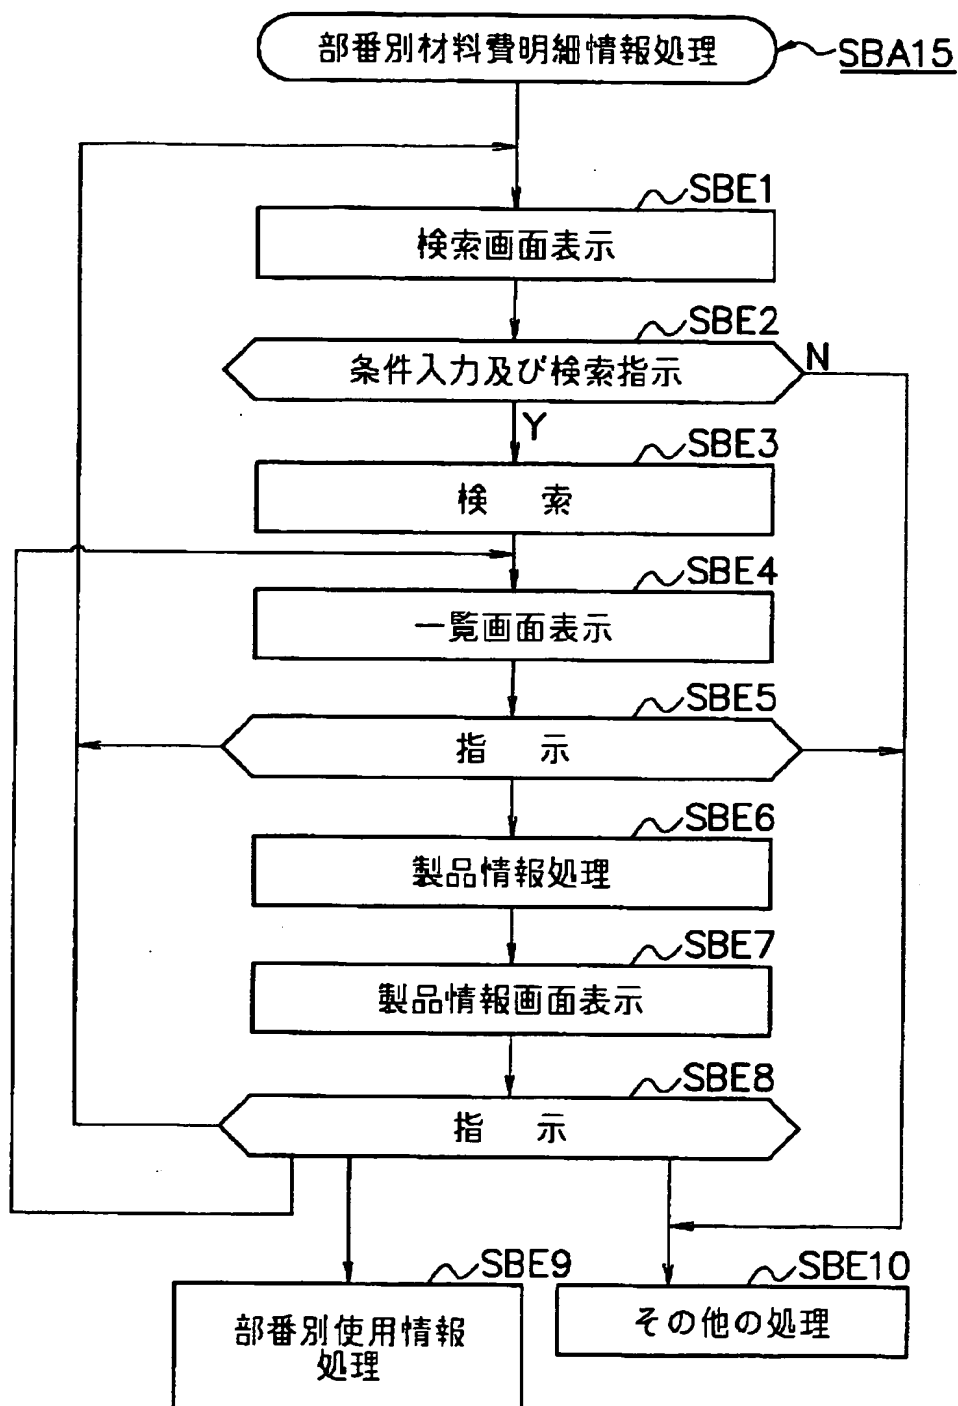 部番別材料費明細情報処理
SBA15
SBE1
検索画面表示
SBE2
条件入力及び検索指示
N
Y
SBE3
検 索
SBE4
一覧画面表示
SBE5
指 示
SBE6
製品情報処理
SBE7
製品情報画面表示
SBE8
指 示
SBE9
部番別使用情報
処理
SBE10
その他の処理